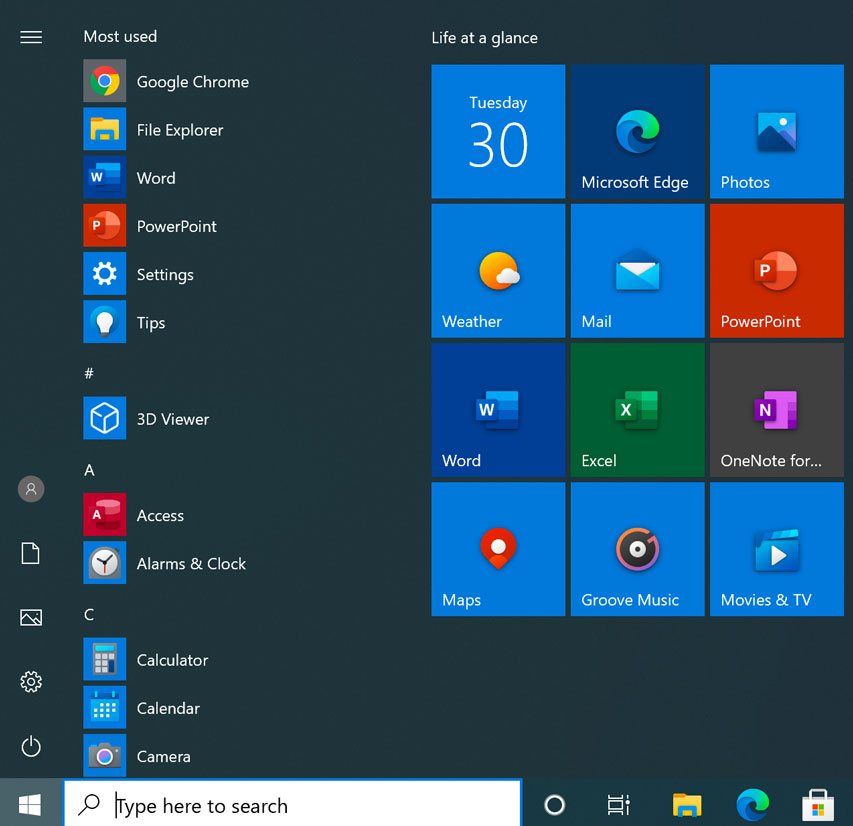 Most used
Google Chrome
File Explorer
W
Word
P
PowerPoint
Settings
Tips
#
3D Viewer
A
A
Access
Alarms & Clock
C
Calculator
Calendar
Camera
Life at a glance
Tuesday
30
Microsoft Edge
Photos
Weather
Mail
P
PowerPoint
W
Word
X
Excel
N
OneNote for...
Maps
Groove Music
Movies & TV
Type here to search